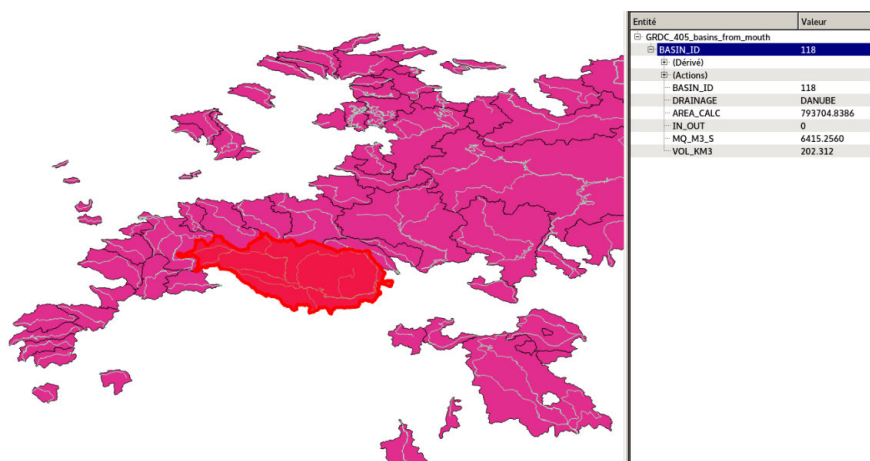 Entité Valeur
GRDC_405_basins_from_mouth
BASIN_ID 118
(Dérivé)
(Actions)
BASIN_ID 118
DRAINAGE DANUBE
AREA_CALC 793704.8386
IN_OUT 0
MQ_M3_S 6415.2560
VOL_KM3 202.312